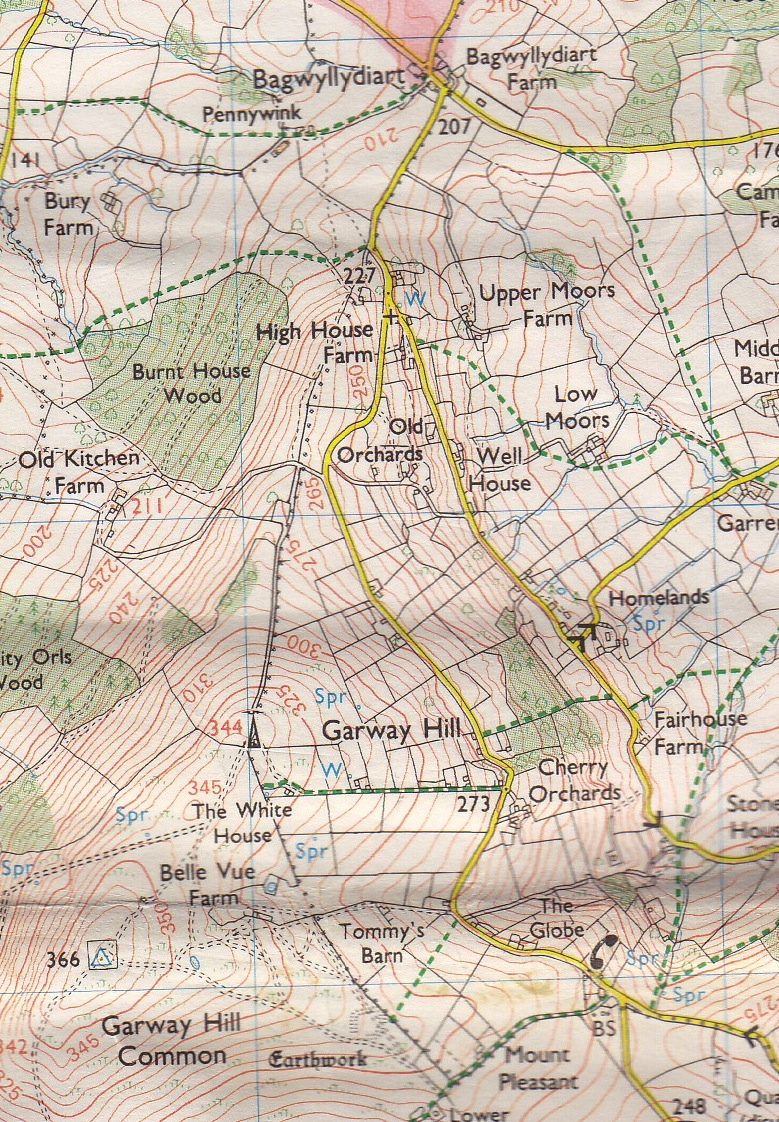 210
Bagwyllydiart
Bagwyllydiart
Farm
Pennywink
207
210
141
176
Bury
Farm
227
W
Upper Moors
Farm
High House
Farm
Burnt House
Wood
250
Low
Moors
Old
Orchards
Well
House
Old Kitchen
Farm
211
265
200
225
240
275
Homelands
Spr
300
310
325
Spr
344
Garway Hill
Fairhouse
Farm
W
345
273
Cherry
Orchards
The White
House
Spr
Spr
Spr
Belle Vue
Farm
350
366
Tommy's
Barn
The
Globe
Spr
Spr
275
BS
Garway Hill
Common
345
342
325
Earthwork
Mount
Pleasant
Lower
248